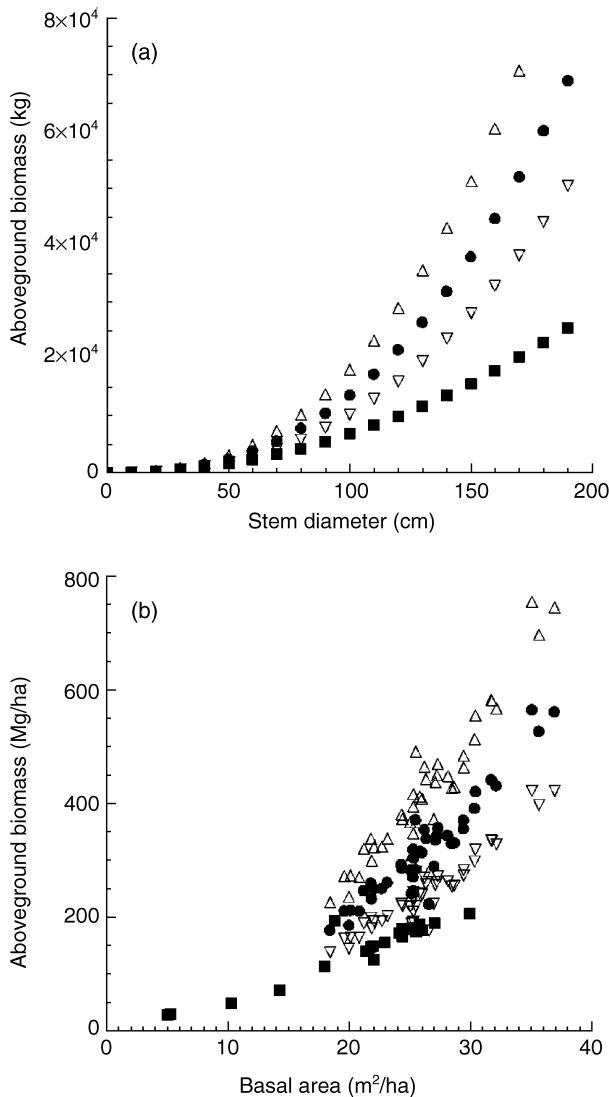 (a)
8×10⁴
6×10⁴
4×10⁴
2×10⁴
0
Aboveground biomass (kg)
0 50 100 150 200
Stem diameter (cm)
(b)
800
600
400
200
0
Aboveground biomass (Mg/ha)
0 10 20 30 40
Basal area (m²/ha)